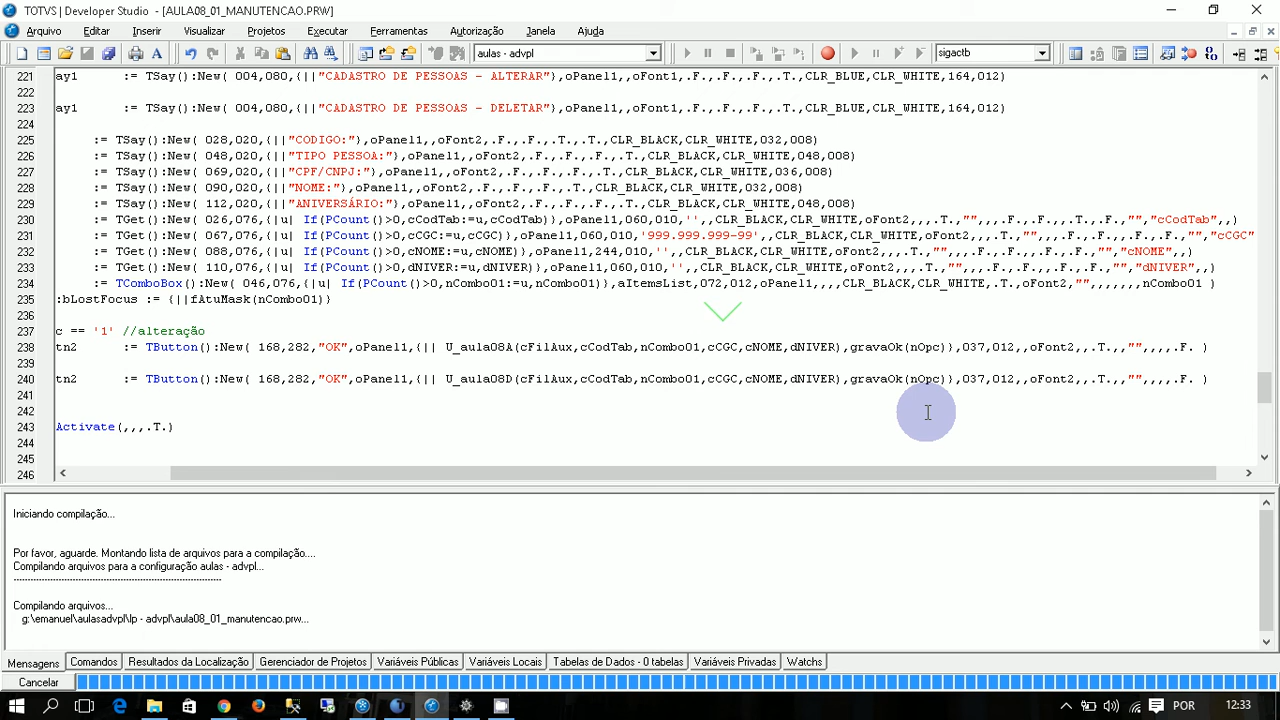 TOTVS | Developer Studio - [AULA08_01_MANUTENCAO.PRW]
Arquivo Editar Inserir Visualizar Projetos Executar Ferramentas Autorização Janela Ajuda
aulas - advpl sigactb
221 ay1 := TSay():New( 004,080,{||"CADASTRO DE PESSOAS - ALTERAR"},oPanel1,,oFont1,.F.,.F.,.F.,.T.,CLR_BLUE,CLR_WHITE,164,012)
222
223 ay1 := TSay():New( 004,080,{||"CADASTRO DE PESSOAS - DELETAR"},oPanel1,,oFont1,.F.,.F.,.F.,.T.,CLR_BLUE,CLR_WHITE,164,012)
224
225 := TSay():New( 028,020,{||"CODIGO:"},oPanel1,,oFont2,.F.,.F.,.T.,.T.,CLR_BLACK,CLR_WHITE,032,008)
226 := TSay():New( 048,020,{||"TIPO PESSOA:"},oPanel1,,oFont2,.F.,.F.,.F.,.T.,CLR_BLACK,CLR_WHITE,048,008)
227 := TSay():New( 069,020,{||"CPF/CNPJ:"},oPanel1,,oFont2,.F.,.F.,.F.,.T.,CLR_BLACK,CLR_WHITE,036,008)
228 := TSay():New( 090,020,{||"NOME:"},oPanel1,,oFont2,.F.,.F.,.F.,.T.,CLR_BLACK,CLR_WHITE,032,008)
229 := TSay():New( 112,020,{||"ANIVERSÁRIO:"},oPanel1,,oFont2,.F.,.F.,.F.,.T.,CLR_BLACK,CLR_WHITE,048,008)
230 := TGet():New( 026,076,{|u| If(PCount()>0,cCodTab:=u,cCodTab)},oPanel1,060,010,'',,CLR_BLACK,CLR_WHITE,oFont2,,,.T.,"",,,.F.,.F.,,.F.,.F.,"","cCodTab",,)
231 := TGet():New( 067,076,{|u| If(PCount()>0,cCGC:=u,cCGC)},oPanel1,060,010,'999.999.999-99',,CLR_BLACK,CLR_WHITE,oFont2,,,.T.,"",,,.F.,.F.,,.F.,.F.,"","cCGC"
232 := TGet():New( 088,076,{|u| If(PCount()>0,cNOME:=u,cNOME)},oPanel1,244,010,'',,CLR_BLACK,CLR_WHITE,oFont2,,,.T.,"",,,.F.,.F.,,.F.,.F.,"","cNOME",,)
233 := TGet():New( 110,076,{|u| If(PCount()>0,dNIVER:=u,dNIVER)},oPanel1,060,010,'',,CLR_BLACK,CLR_WHITE,oFont2,,,.T.,"",,,.F.,.F.,,.F.,.F.,"","dNIVER",,)
234 := TComboBox():New( 046,076,{|u| If(PCount()>0,nCombo01:=u,nCombo01)},aItemsList,072,012,oPanel1,,,,CLR_BLACK,CLR_WHITE,.T.,oFont2,"",,,,,,nCombo01 )
235 :bLostFocus := {||fAtuMask(nCombo01)}
236
237 c == '1' //alteração
238 tn2 := TButton():New( 168,282,"OK",oPanel1,{|| U_aula08A(cFilAux,cCodTab,nCombo01,cCGC,cNOME,dNIVER),gravaOk(nOpc)},037,012,,oFont2,,.T.,,"",,,,.F. )
239
240 tn2 := TButton():New( 168,282,"OK",oPanel1,{|| U_aula08D(cFilAux,cCodTab,nCombo01,cCGC,cNOME,dNIVER),gravaOk(nOpc)},037,012,,oFont2,,.T.,,"",,,,.F. )
241
242
243 Activate(,,,.T.)
244
245
246
Iniciando compilação...
Por favor, aguarde. Montando lista de arquivos para a compilação....
Compilando arquivos para a configuração aulas - advpl...
--------------------------------------------------------------------
Compilando arquivos...
g:\emanuel\aulasadvpl\lp - advpl\aula08_01_manutencao.prw...
Mensagens Comandos Resultados da Localização Gerenciador de Projetos Variáveis Públicas Variáveis Locais Tabelas de Dados - 0 tabelas Variáveis Privadas Watchs
Cancelar
POR 12:33